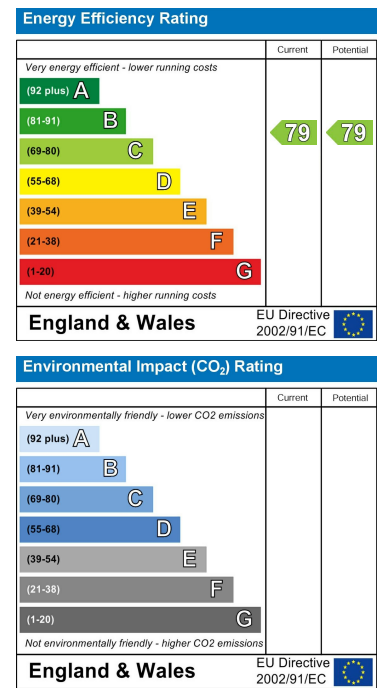 Energy Efficiency Rating
Current Potential
Very energy efficient - lower running costs
(92 plus) A
(81-91) B
(69-80) C
(55-68) D
(39-54) E
(21-38) F
(1-20) G
79 79
Not energy efficient - higher running costs
England & Wales
EU Directive
2002/91/EC
Environmental Impact (CO₂) Rating
Current Potential
Very environmentally friendly - lower CO2 emissions
(92 plus) A
(81-91) B
(69-80) C
(55-68) D
(39-54) E
(21-38) F
(1-20) G
Not environmentally friendly - higher CO2 emissions
England & Wales
EU Directive
2002/91/EC